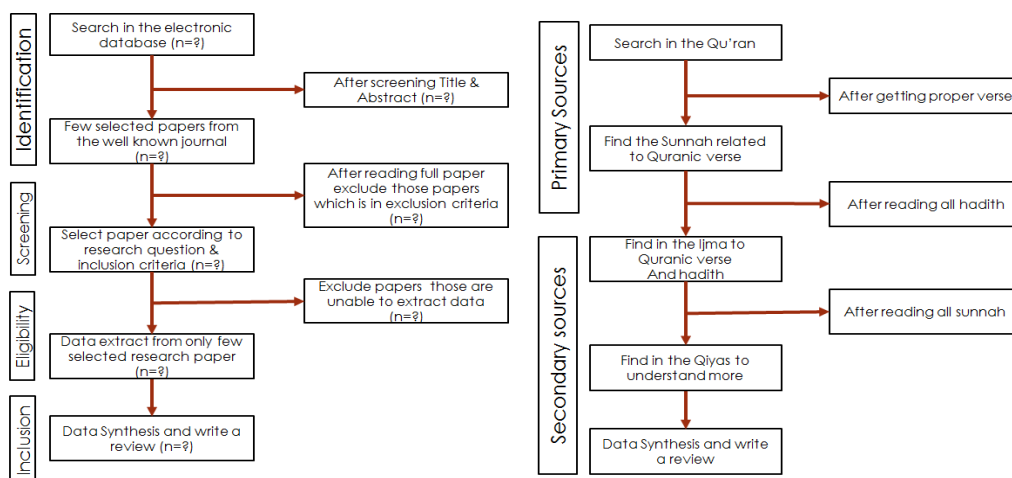 Identification
Search in the electronic
database (n=?)
After screening Title &
Abstract (n=?)
Few selected papers from
the well known journal
(n=?)
Screening
After reading full paper
exclude those papers
which is in exclusion criteria
(n=?)
Select paper according to
research question &
inclusion criteria (n=?)
Eligibility
Exclude papers those are
unable to extract data
(n=?)
Data extract from only few
selected research paper
(n=?)
Inclusion
Data Synthesis and write a
review (n=?)
Primary Sources
Search in the Qu'ran
After getting proper verse
Find the Sunnah related
to Quranic verse
After reading all hadith
Secondary sources
Find in the Ijma to
Quranic verse
And hadith
After reading all sunnah
Find in the Qiyas to
understand more
Data Synthesis and write
a review